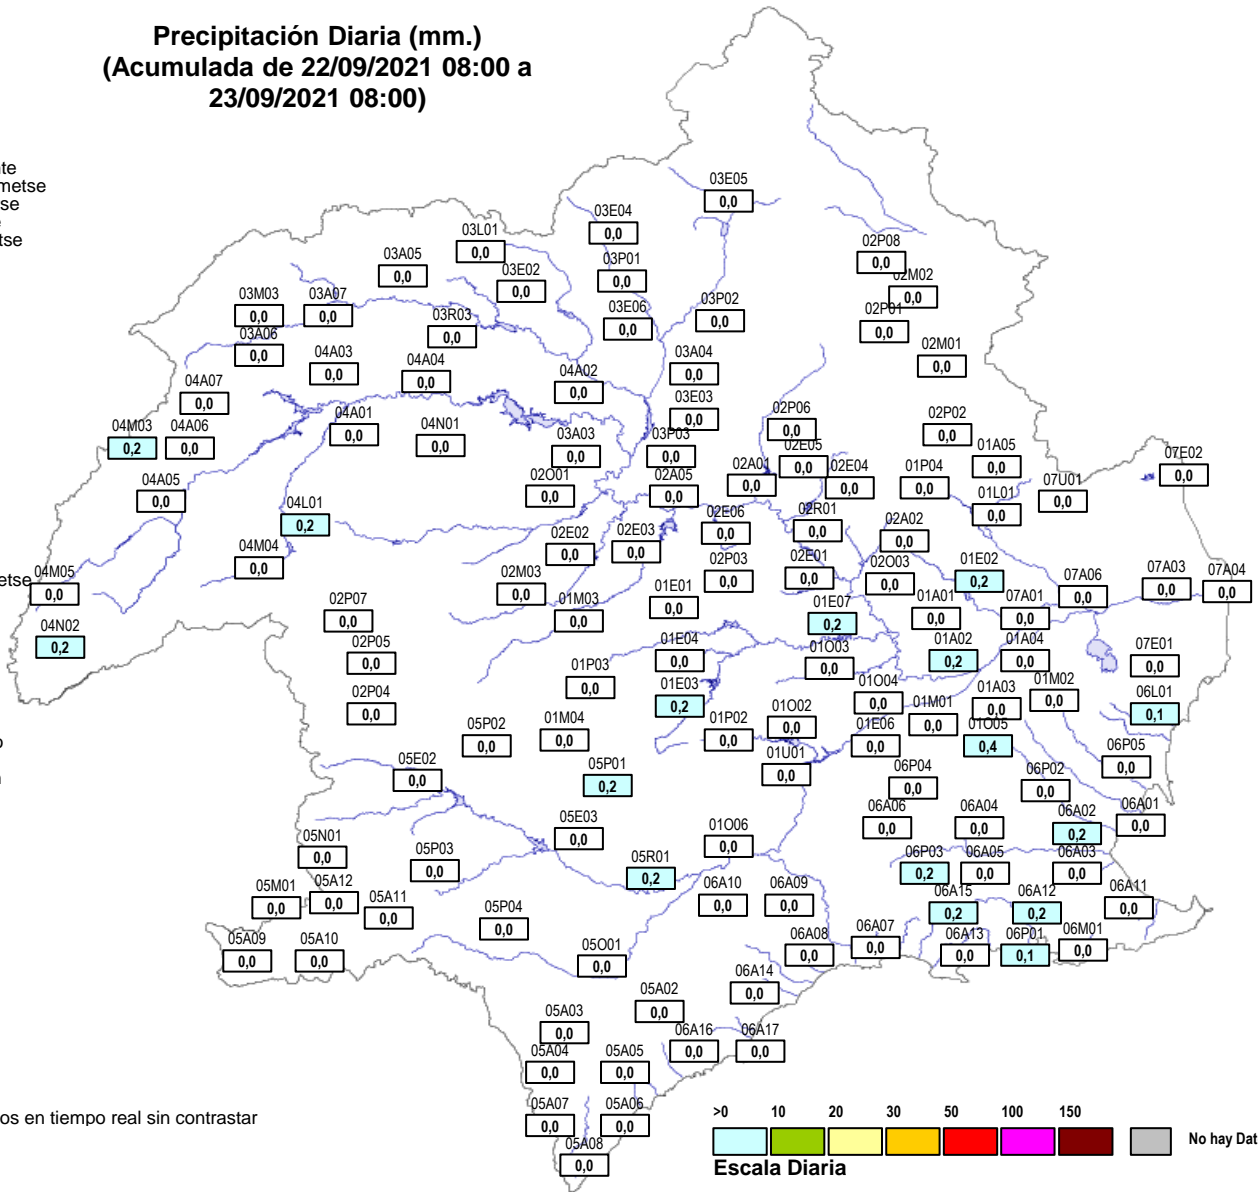 Precipitación Diaria (mm.)
(Acumulada de 22/09/2021 08:00 a
23/09/2021 08:00)
te
metse
se
tse
03E05
0,0
03E04
0,0
03L01
0,0
03P01
0,0
02P08
0,0
03A05
0,0
03E02
0,0
02M02
0,0
03M03
0,0
03A07
0,0
03R03
0,0
03E06
0,0
03P02
0,0
02P01
0,0
03A06
0,0
04A03
0,0
04A04
0,0
04A02
0,0
03A04
0,0
02M01
0,0
04A07
0,0
03E03
0,0
04M03
0,2
04A06
0,0
04A01
0,0
04N01
0,0
03A03
0,0
03P03
0,0
02P06
0,0
02P02
0,0
02E05
0,0
01A05
0,0
07E02
0,0
04A05
0,0
02O01
0,0
02A05
0,0
02A01
0,0
02E04
0,0
01P04
0,0
07U01
0,0
04L01
0,2
01L01
0,0
02E06
0,0
02R01
0,0
02A02
0,0
04M04
0,0
02E02
0,0
02E03
0,0
metse
04M05
0,0
02M03
0,0
02P03
0,0
02E01
0,0
02O03
0,0
01E02
0,2
07A06
0,0
07A03
0,0
07A04
0,0
02P07
0,0
01M03
0,0
01E01
0,0
01E07
0,2
01A01
0,0
07A01
0,0
04N02
0,2
02P05
0,0
01E04
0,0
01O03
0,0
01A02
0,2
01A04
0,0
07E01
0,0
01P03
0,0
02P04
0,0
01E03
0,2
01O04
0,0
01A03
0,0
01M02
0,0
06L01
0,1
05P02
0,0
01M04
0,0
01P02
0,0
01O02
0,0
01E06
0,0
01M01
0,0
01O05
0,4
05E02
0,0
05P01
0,2
01U01
0,0
06P04
0,0
06P02
0,0
06P05
0,0
05E03
0,0
01O06
0,0
06A06
0,0
06A04
0,0
06A02
0,2
06A01
0,0
05N01
0,0
05P03
0,0
05R01
0,2
06P03
0,2
06A05
0,0
06A03
0,0
05M01
0,0
05A12
0,0
05A11
0,0
05P04
0,0
06A10
0,0
06A09
0,0
06A15
0,2
06A12
0,2
06A11
0,0
05A09
0,0
05A10
0,0
05O01
0,0
06A08
0,0
06A07
0,0
06A13
0,0
06P01
0,1
06M01
0,0
05A02
0,0
06A14
0,0
05A03
0,0
06A16
0,0
06A17
0,0
05A04
0,0
05A05
0,0
05A07
0,0
05A06
0,0
05A08
0,0
os en tiempo real sin contrastar
>0 10 20 30 50 100 150
No hay Dat
Escala Diaria